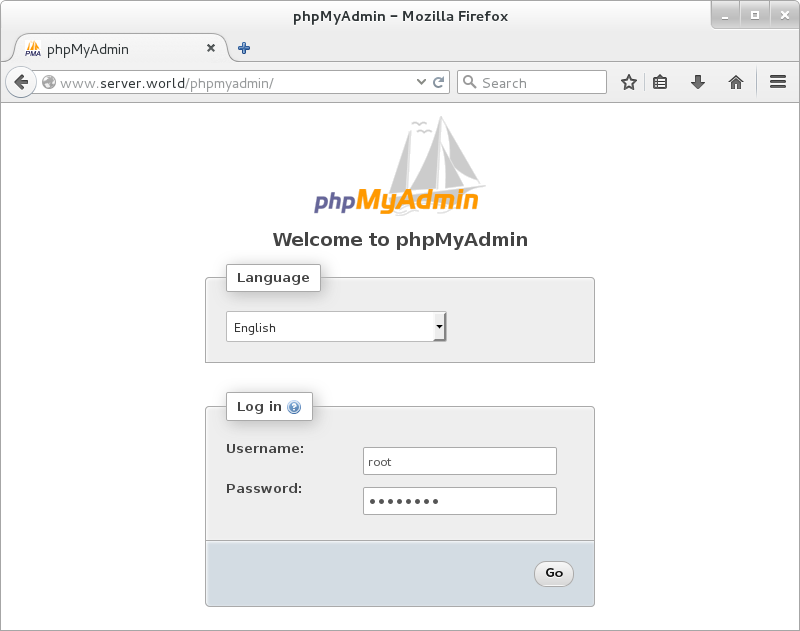 phpMyAdmin - Mozilla Firefox
PMA phpMyAdmin
www.server.world/phpmyadmin/
Search
phpMyAdmin
Welcome to phpMyAdmin
Language
English
Log in ?
Username:
root
Password:
••••••••
Go